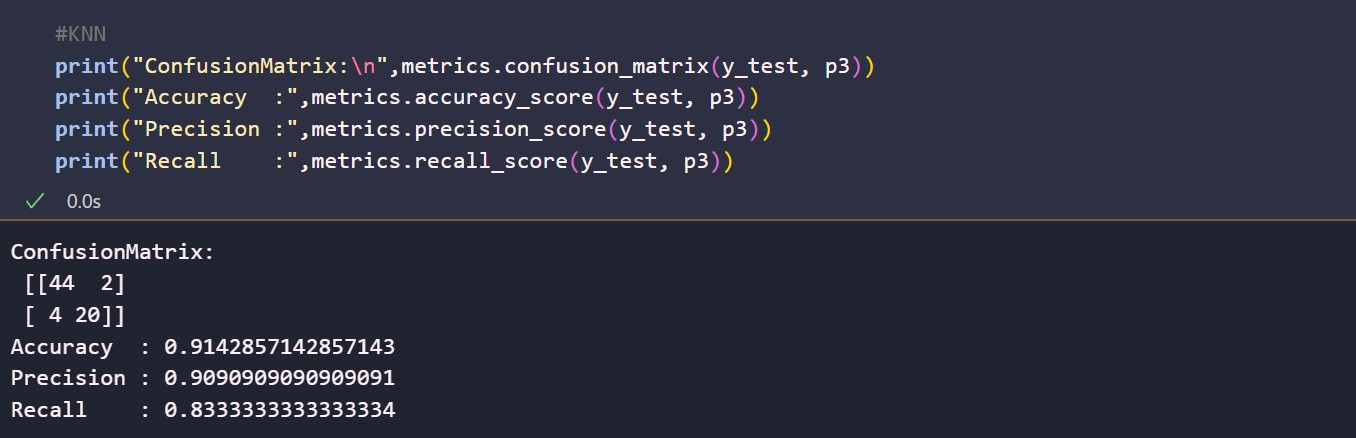 #KNN
print("ConfusionMatrix:\n",metrics.confusion_matrix(y_test, p3))
print("Accuracy  :",metrics.accuracy_score(y_test, p3))
print("Precision :",metrics.precision_score(y_test, p3))
print("Recall    :",metrics.recall_score(y_test, p3))
0.0s
ConfusionMatrix:
 [[44  2]
 [ 4 20]]
Accuracy  : 0.9142857142857143
Precision : 0.9090909090909091
Recall    : 0.8333333333333334